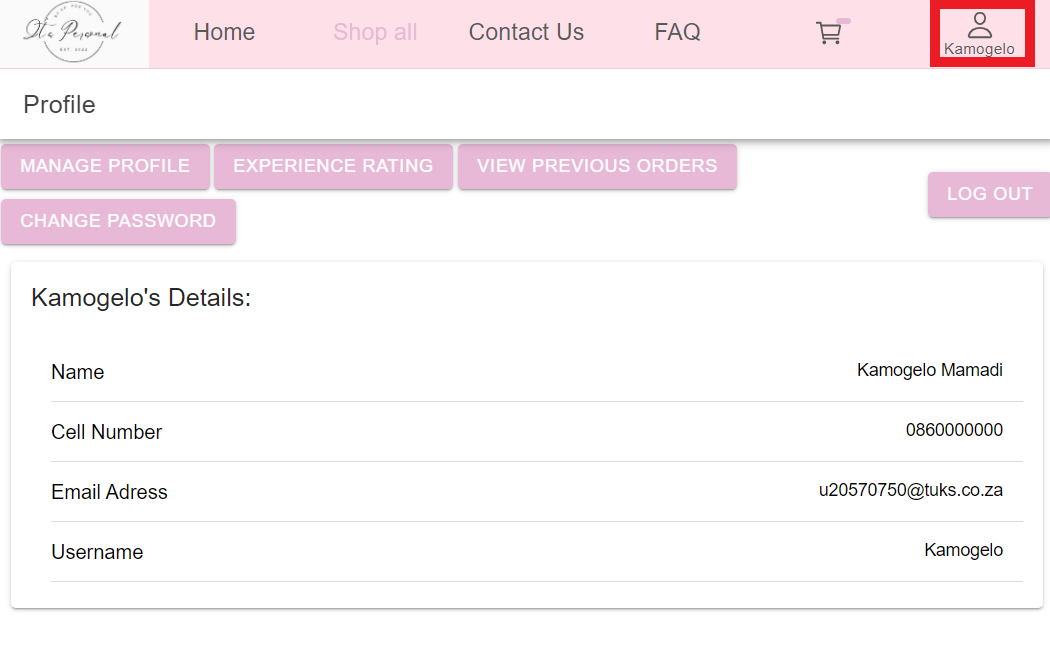 It's Personal
EST. 2022
Home
Shop all
Contact Us
FAQ
Kamogelo
Profile
MANAGE PROFILE
EXPERIENCE RATING
VIEW PREVIOUS ORDERS
LOG OUT
CHANGE PASSWORD
Kamogelo's Details:
Name
Kamogelo Mamadi
Cell Number
0860000000
Email Adress
u20570750@tuks.co.za
Username
Kamogelo